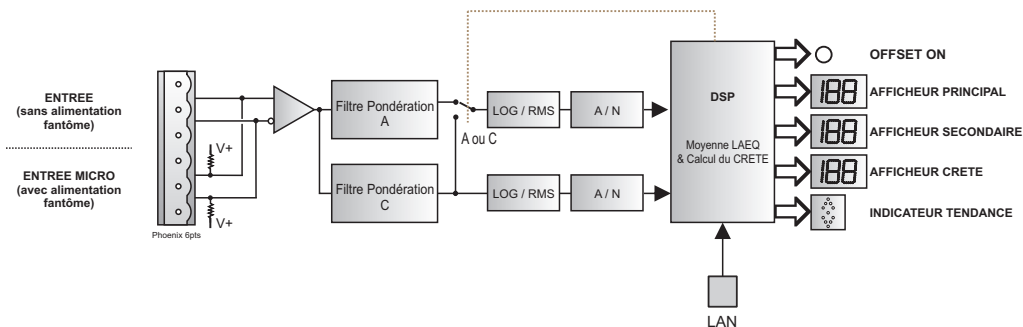 ENTREE
(sans alimentation
fantôme)
ENTREE MICRO
(avec alimentation
fantôme)
V+
V+
Phoenix 6pts
Filtre Pondération
A
Filtre Pondération
C
A ou C
LOG / RMS
A / N
LOG / RMS
A / N
DSP
Moyenne LAEQ
& Calcul du CRETE
LAN
OFFSET ON
188 AFFICHEUR PRINCIPAL
188 AFFICHEUR SECONDAIRE
188 AFFICHEUR CRETE
INDICATEUR TENDANCE